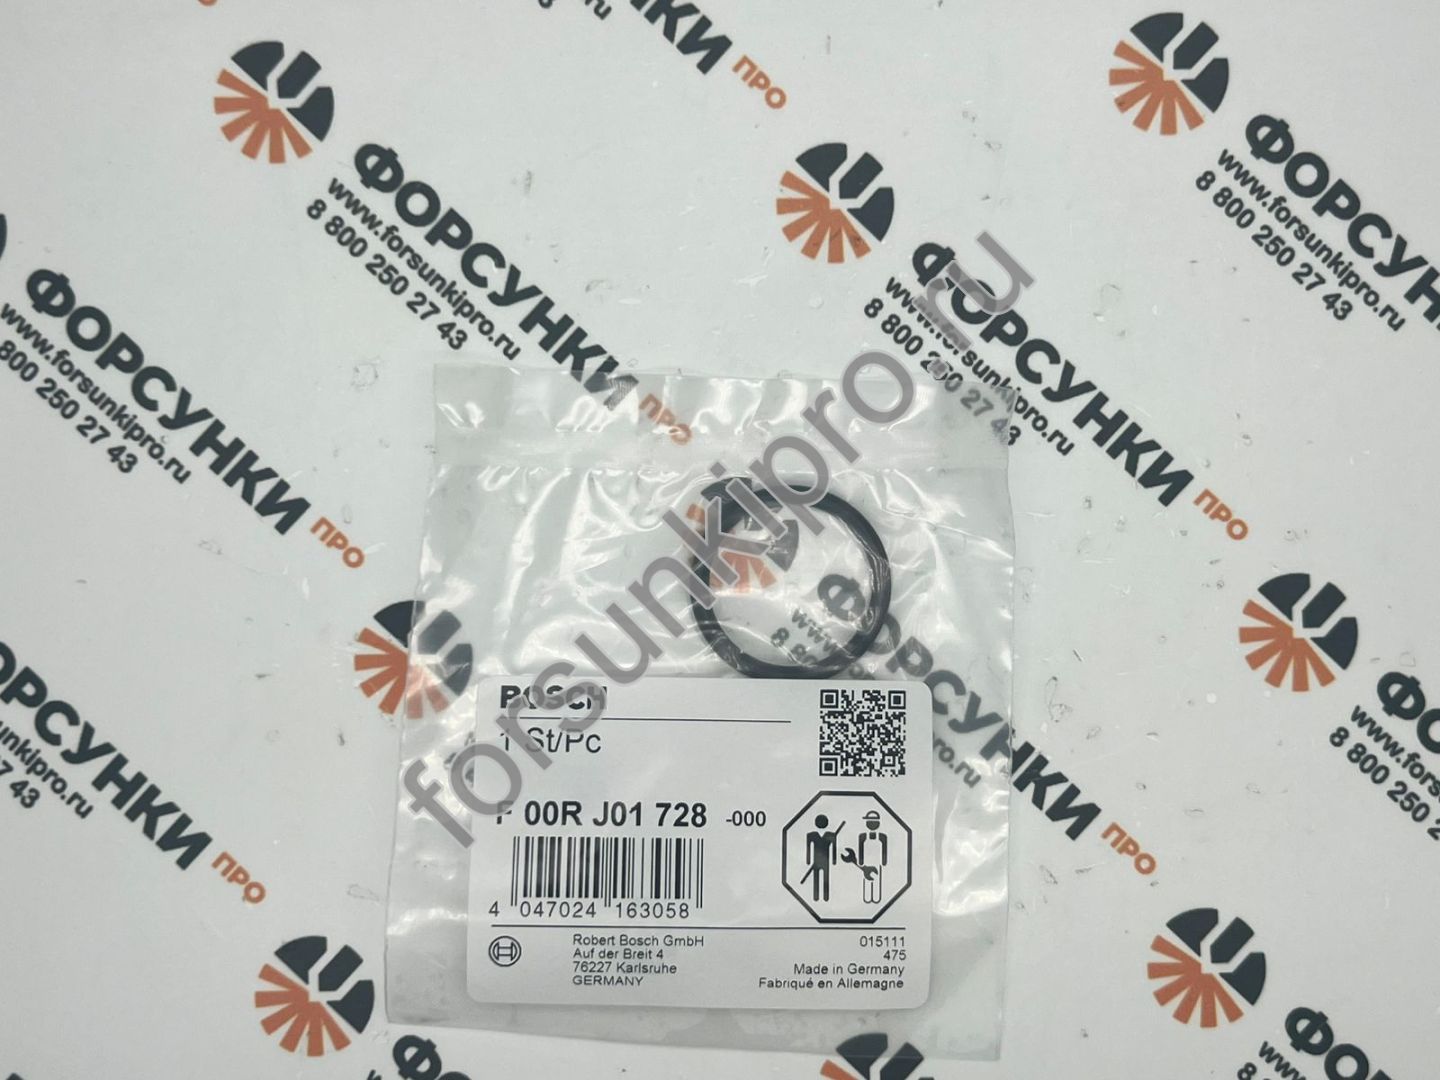 ФОРСУНКИ ПРО
www.forsunkipro.ru
8 800 250 27 43
forsunkipro.ru
BOSCH
1 St/Pc
F 00R J01 728 -000
4 047024 163058
Robert Bosch GmbH
Auf der Breit 4
76227 Karlsruhe
GERMANY
015111
475
Made in Germany
Fabriqué en Allemagne